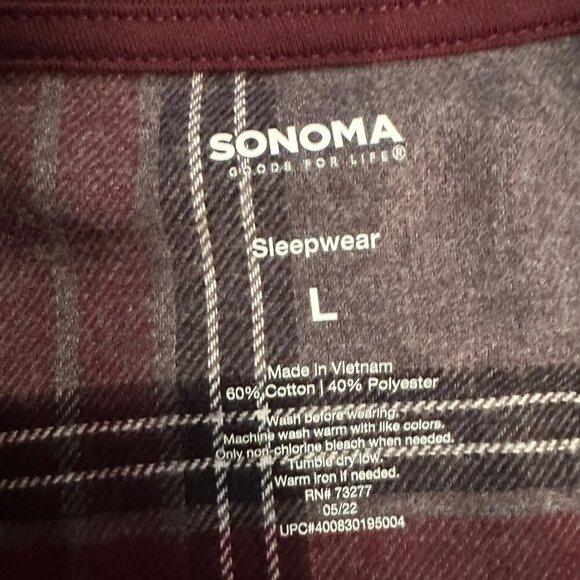 SONOMA
GOODS FOR LIFE®
Sleepwear
L
Made in Vietnam
60% Cotton | 40% Polyester
Wash before wearing.
Machine wash warm with like colors.
Only non-chlorine bleach when needed.
Tumble dry low.
Warm iron if needed.
RN# 73277
05/22
UPC#400830195004